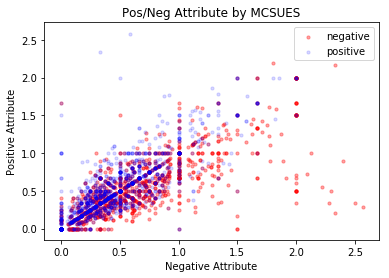 Pos/Neg Attribute by MCSUES
negative
positive
Positive Attribute
2.5
2.0
1.5
1.0
0.5
0.0
0.0 0.5 1.0 1.5 2.0 2.5
Negative Attribute